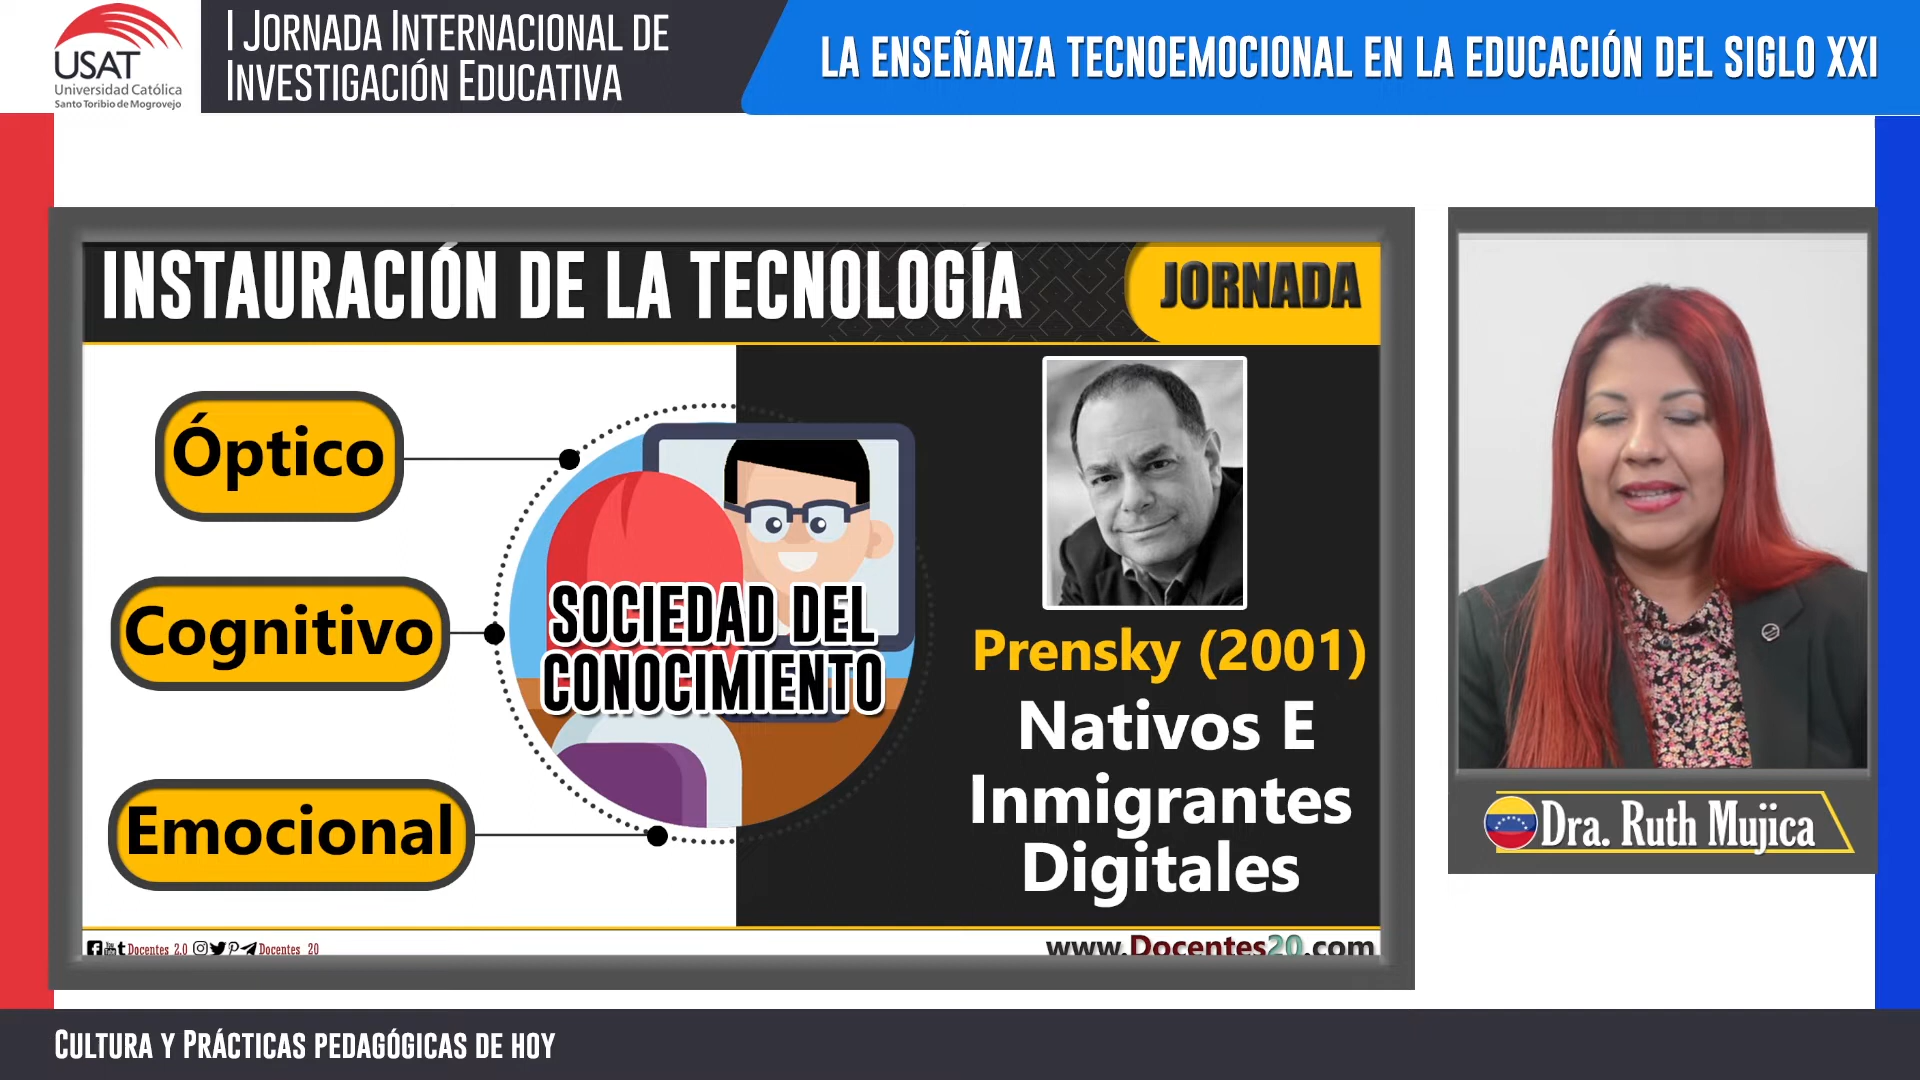 USAT
Universidad Católica
Santo Toribio de Mogrovejo
I JORNADA INTERNACIONAL DE
INVESTIGACIÓN EDUCATIVA
LA ENSEÑANZA TECNOEMOCIONAL EN LA EDUCACIÓN DEL SIGLO XXI
INSTAURACIÓN DE LA TECNOLOGÍA
JORNADA
Óptico
Cognitivo
Emocional
SOCIEDAD DEL
CONOCIMIENTO
Prensky (2001)
Nativos E
Inmigrantes
Digitales
Docentes 2.0 Docentes_20
www.Docentes20.com
Dra. Ruth Mujica
CULTURA Y PRÁCTICAS PEDAGÓGICAS DE HOY